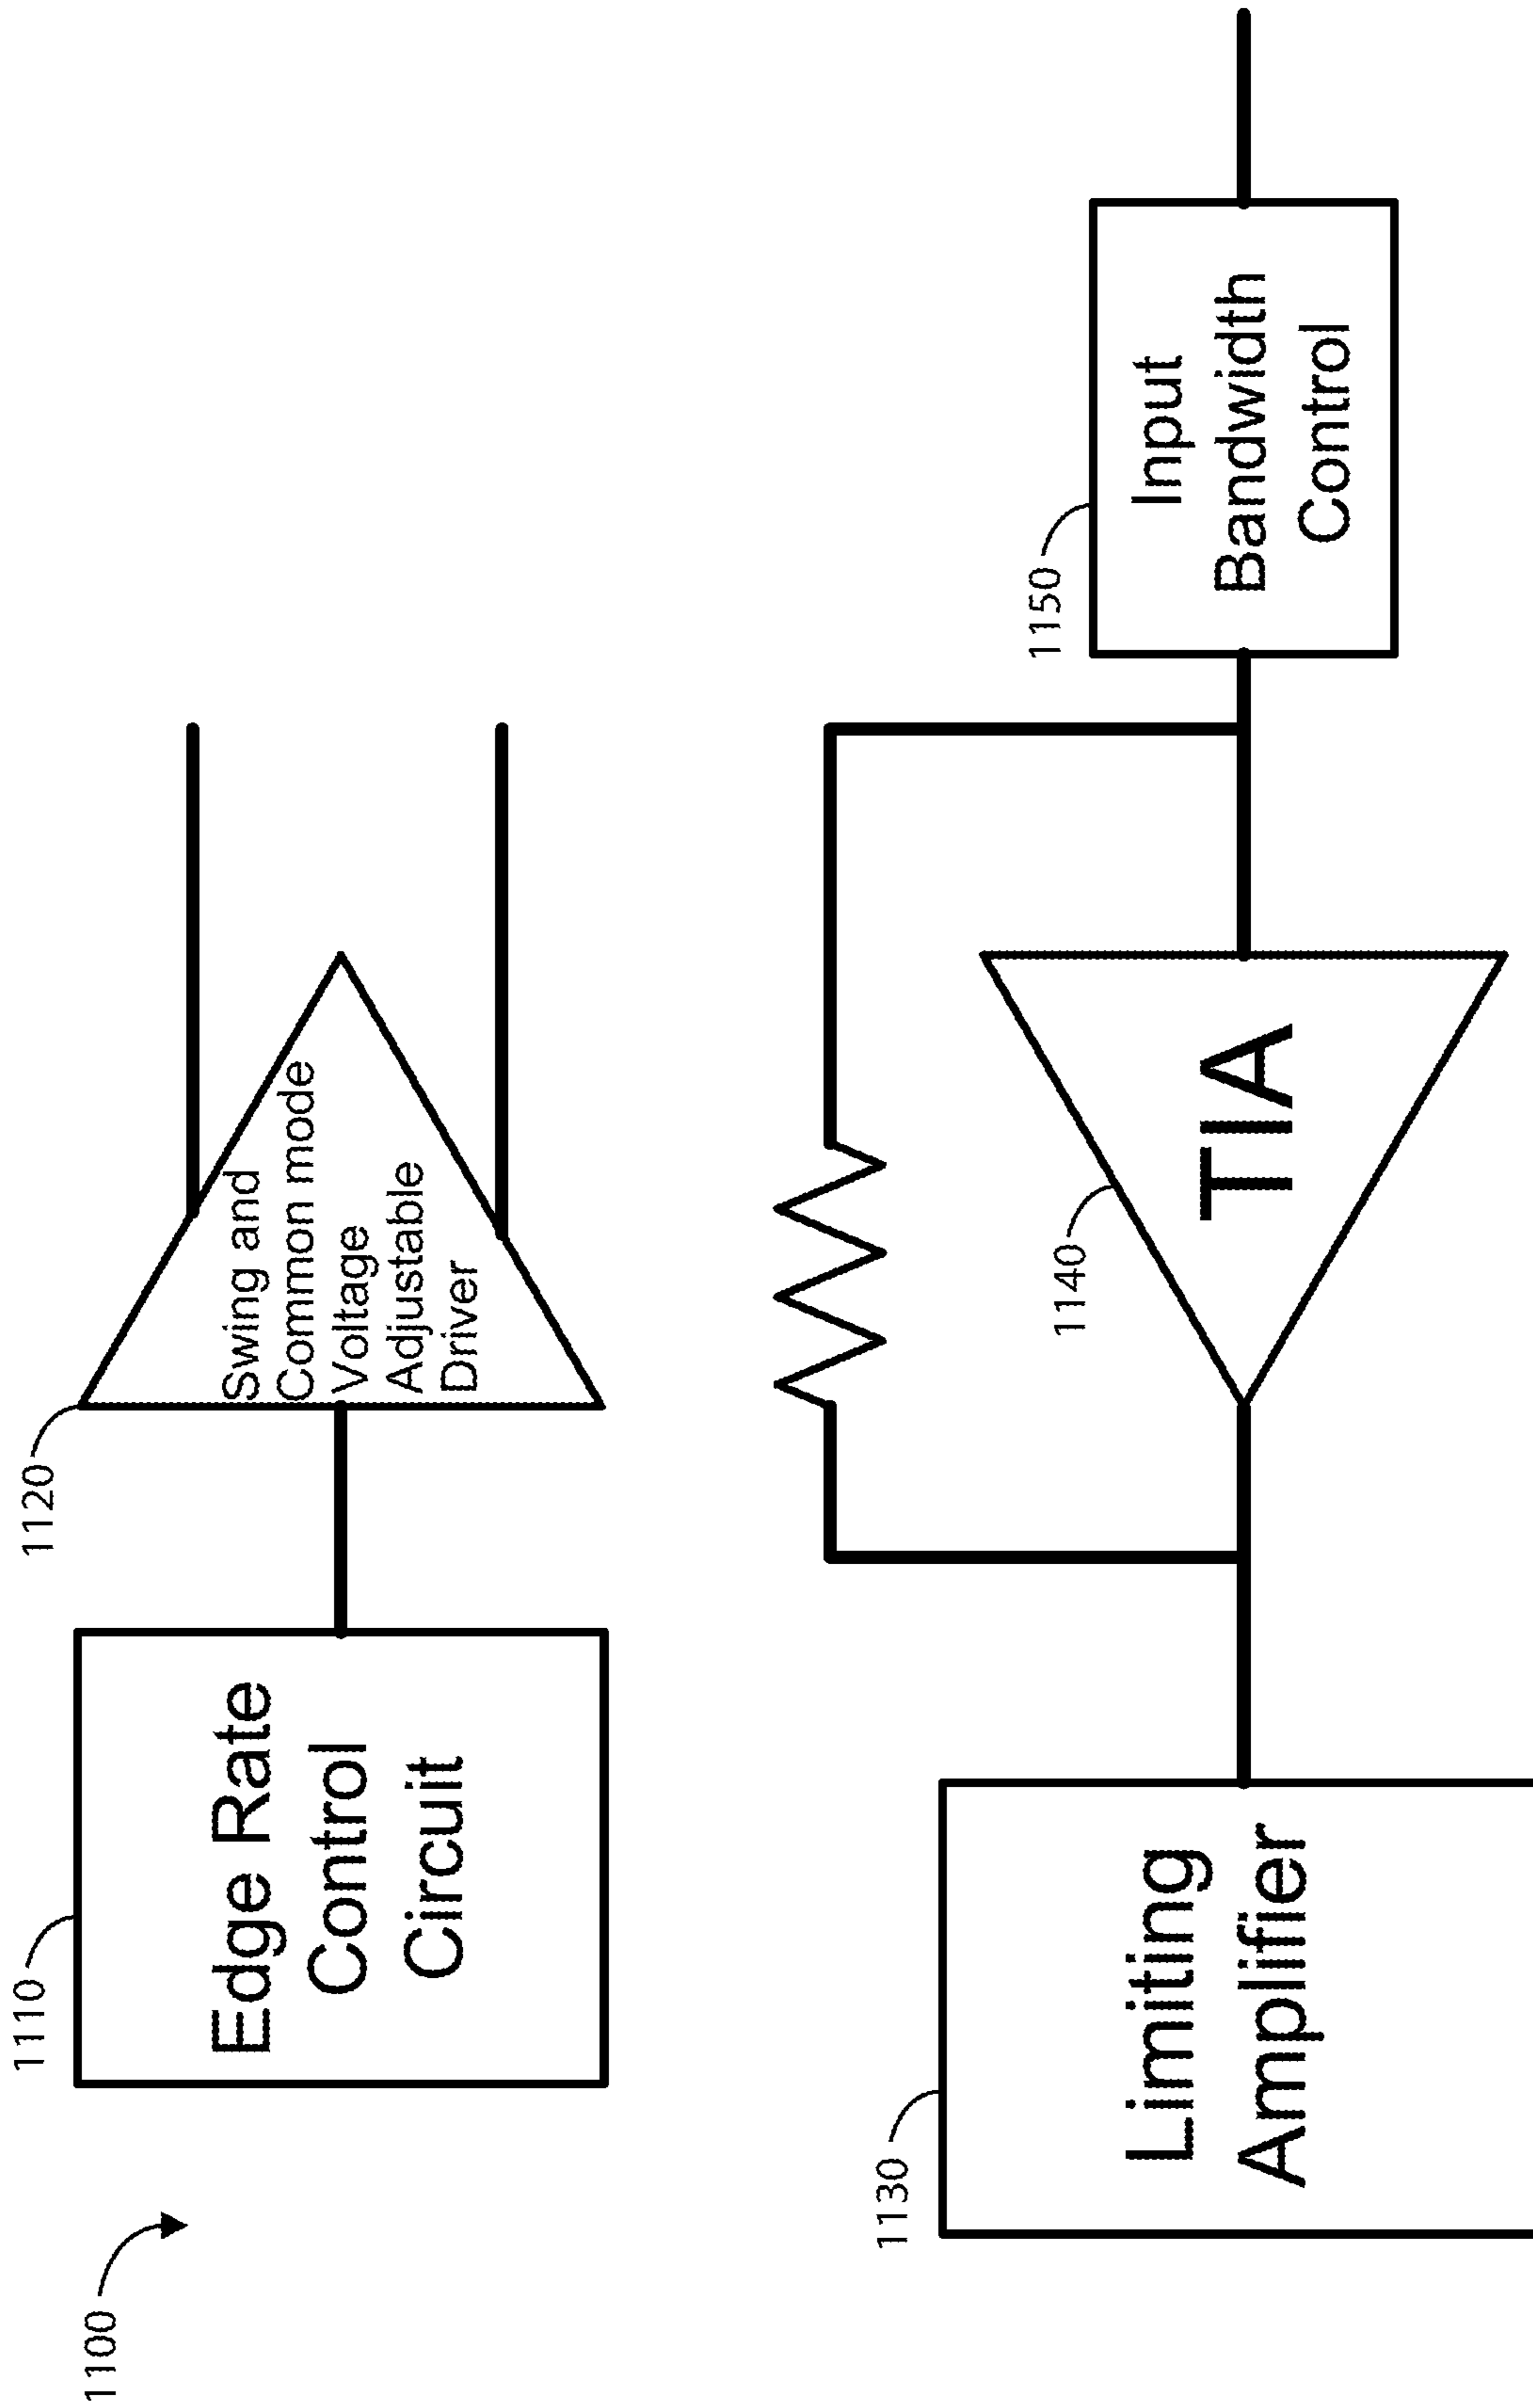 1100
1110
Edge Rate
Control
Circuit
1120
Swing and
Common mode
Voltage
Adjustable
Driver
1130
Limiting
Amplifier
1140
TIA
1150
Input
Bandwidth
Control